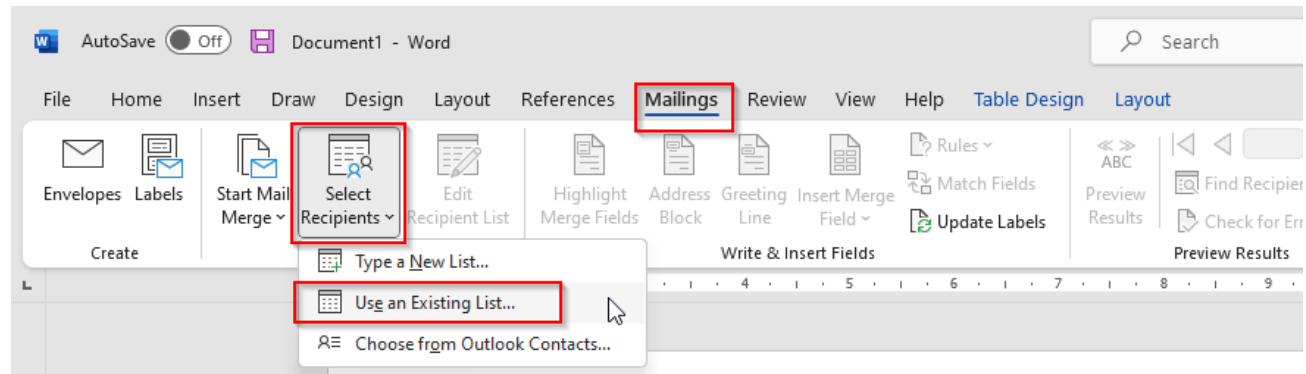 W AutoSave Off Document1 - Word Search
File Home Insert Draw Design Layout References Mailings Review View Help Table Design Layout
Envelopes Labels Start Mail Merge Select Recipients Edit Recipient List Highlight Merge Fields Address Block Greeting Line Insert Merge Field Rules Match Fields Update Labels ABC Preview Results Find Recipien Check for Err
Create Write & Insert Fields Preview Results
Type a New List...
Use an Existing List...
Choose from Outlook Contacts...
4 5 6 7 8 9